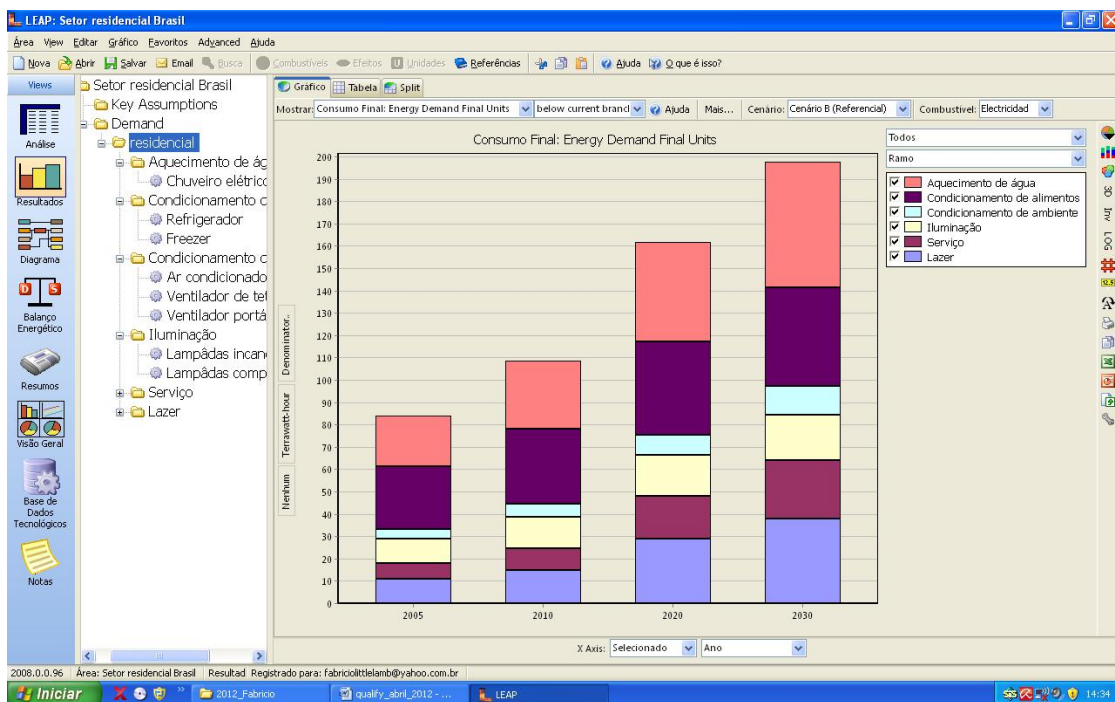 LEAP: Setor residencial Brasil
Área View Editar Gráfico Favoritos Advanced Ajuda
Nova Abrir Salvar Email Busca Combustíveis Efeitos Unidades Referências Ajuda O que é isso?
Views
Análise
Resultados
Diagrama
Balanço
Energético
Resumos
Visão Geral
Base de
Dados
Tecnológicos
Notas
Setor residencial Brasil
Key Assumptions
Demand
residencial
Aquecimento de ág
Chuveiro elétrico
Condicionamento c
Refrigerador
Freezer
Condicionamento c
Ar condicionado
Ventilador de tet
Ventilador portá
Iluminação
Lampâdas incan
Lampâdas comp
Serviço
Lazer
Gráfico Tabela Split
Mostrar: Consumo Final: Energy Demand Final Units below current branch Ajuda Mais... Cenário: Cenário B (Referencial) Combustível: Electricidad
Consumo Final: Energy Demand Final Units
Todos
Ramo
Aquecimento de água
Condicionamento de alimentos
Condicionamento de ambiente
Iluminação
Serviço
Lazer
3D
Inv
LOG
12,5
Denominator..
Terrawatt-hour
Nenhum
200
190
180
170
160
150
140
130
120
110
100
90
80
70
60
50
40
30
20
10
0
2005 2010 2020 2030
X Axis: Selecionado Ano
2008.0.0.96 Área: Setor residencial Brasil Resultad Registrado para: fabriciolittlelamb@yahoo.com.br
Iniciar 2012_Fabricio qualify_abril_2012 - ... LEAP 14:34